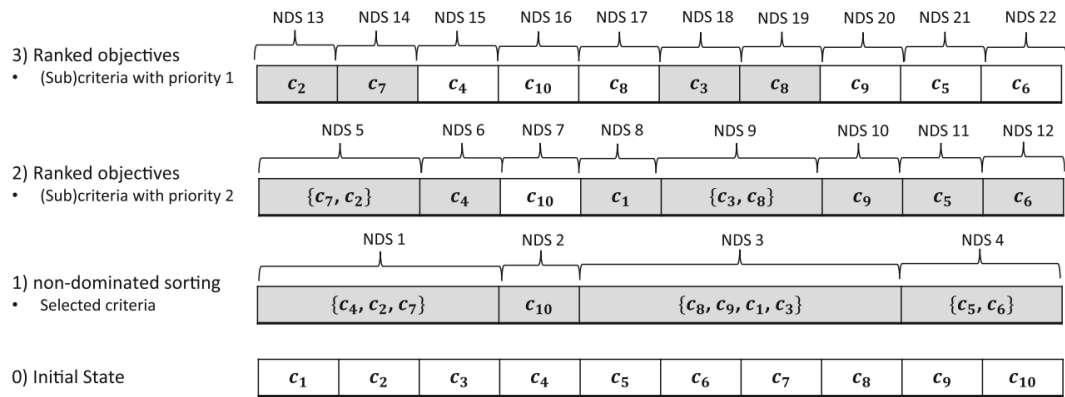 NDS 13 NDS 14 NDS 15 NDS 16 NDS 17 NDS 18 NDS 19 NDS 20 NDS 21 NDS 22
3) Ranked objectives
• (Sub)criteria with priority 1
c₂ c₇ c₄ c₁₀ c₈ c₃ c₈ c₉ c₅ c₆
NDS 5 NDS 6 NDS 7 NDS 8 NDS 9 NDS 10 NDS 11 NDS 12
2) Ranked objectives
• (Sub)criteria with priority 2
{c₇, c₂} c₄ c₁₀ c₁ {c₃, c₈} c₉ c₅ c₆
NDS 1 NDS 2 NDS 3 NDS 4
1) non-dominated sorting
• Selected criteria
{c₄, c₂, c₇} c₁₀ {c₈, c₉, c₁, c₃} {c₅, c₆}
0) Initial State
c₁ c₂ c₃ c₄ c₅ c₆ c₇ c₈ c₉ c₁₀